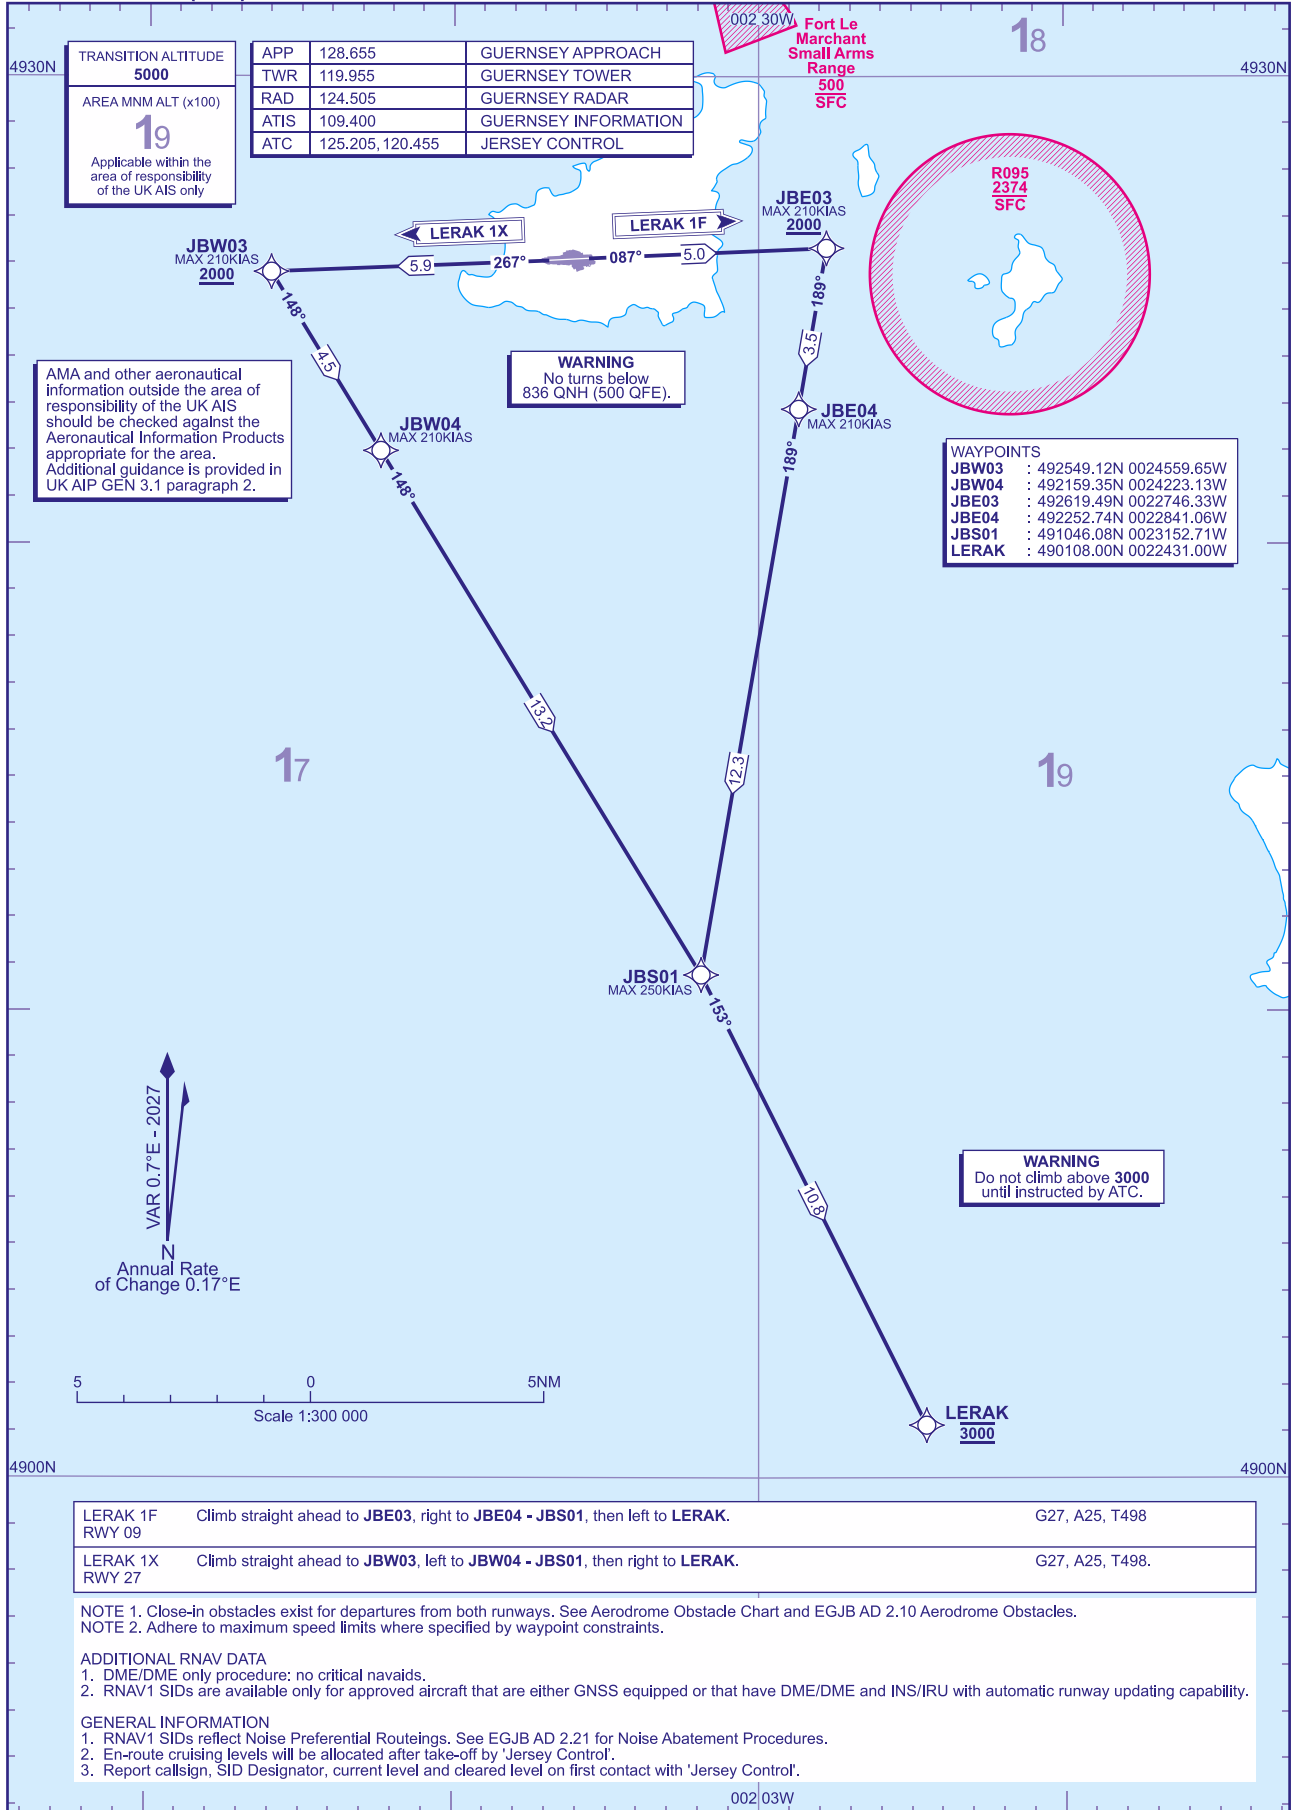 002 30W
Fort Le
Marchant
Small Arms
Range
500
SFC
18
4930N
4930N
TRANSITION ALTITUDE
5000
AREA MNM ALT (x100)
19
Applicable within the
area of responsibility
of the UK AIS only
APP 128.655 GUERNSEY APPROACH
TWR 119.955 GUERNSEY TOWER
RAD 124.505 GUERNSEY RADAR
ATIS 109.400 GUERNSEY INFORMATION
ATC 125.205, 120.455 JERSEY CONTROL
R095
2374
SFC
JBE03
MAX 210KIAS
2000
LERAK 1X
LERAK 1F
JBW03
MAX 210KIAS
2000
5.9
267°
087°
5.0
148°
189°
4.5
3.5
WARNING
No turns below
836 QNH (500 QFE).
AMA and other aeronautical
information outside the area of
responsibility of the UK AIS
should be checked against the
Aeronautical Information Products
appropriate for the area.
Additional guidance is provided in
UK AIP GEN 3.1 paragraph 2.
JBW04
MAX 210KIAS
JBE04
MAX 210KIAS
148°
189°
WAYPOINTS
JBW03 : 492549.12N 0024559.65W
JBW04 : 492159.35N 0024223.13W
JBE03 : 492619.49N 0022746.33W
JBE04 : 492252.74N 0022841.06W
JBS01 : 491046.08N 0023152.71W
LERAK : 490108.00N 0022431.00W
13.2
12.3
17
19
JBS01
MAX 250KIAS
153°
VAR 0.7°E - 2027
N
Annual Rate
of Change 0.17°E
WARNING
Do not climb above 3000
until instructed by ATC.
10.8
5 0 5NM
Scale 1:300 000
LERAK
3000
4900N
4900N
LERAK 1F Climb straight ahead to JBE03, right to JBE04 - JBS01, then left to LERAK. G27, A25, T498
RWY 09
LERAK 1X Climb straight ahead to JBW03, left to JBW04 - JBS01, then right to LERAK. G27, A25, T498.
RWY 27
NOTE 1. Close-in obstacles exist for departures from both runways. See Aerodrome Obstacle Chart and EGJB AD 2.10 Aerodrome Obstacles.
NOTE 2. Adhere to maximum speed limits where specified by waypoint constraints.
ADDITIONAL RNAV DATA
1. DME/DME only procedure: no critical navaids.
2. RNAV1 SIDs are available only for approved aircraft that are either GNSS equipped or that have DME/DME and INS/IRU with automatic runway updating capability.
GENERAL INFORMATION
1. RNAV1 SIDs reflect Noise Preferential Routeings. See EGJB AD 2.21 for Noise Abatement Procedures.
2. En-route cruising levels will be allocated after take-off by 'Jersey Control'.
3. Report callsign, SID Designator, current level and cleared level on first contact with 'Jersey Control'.
002 03W